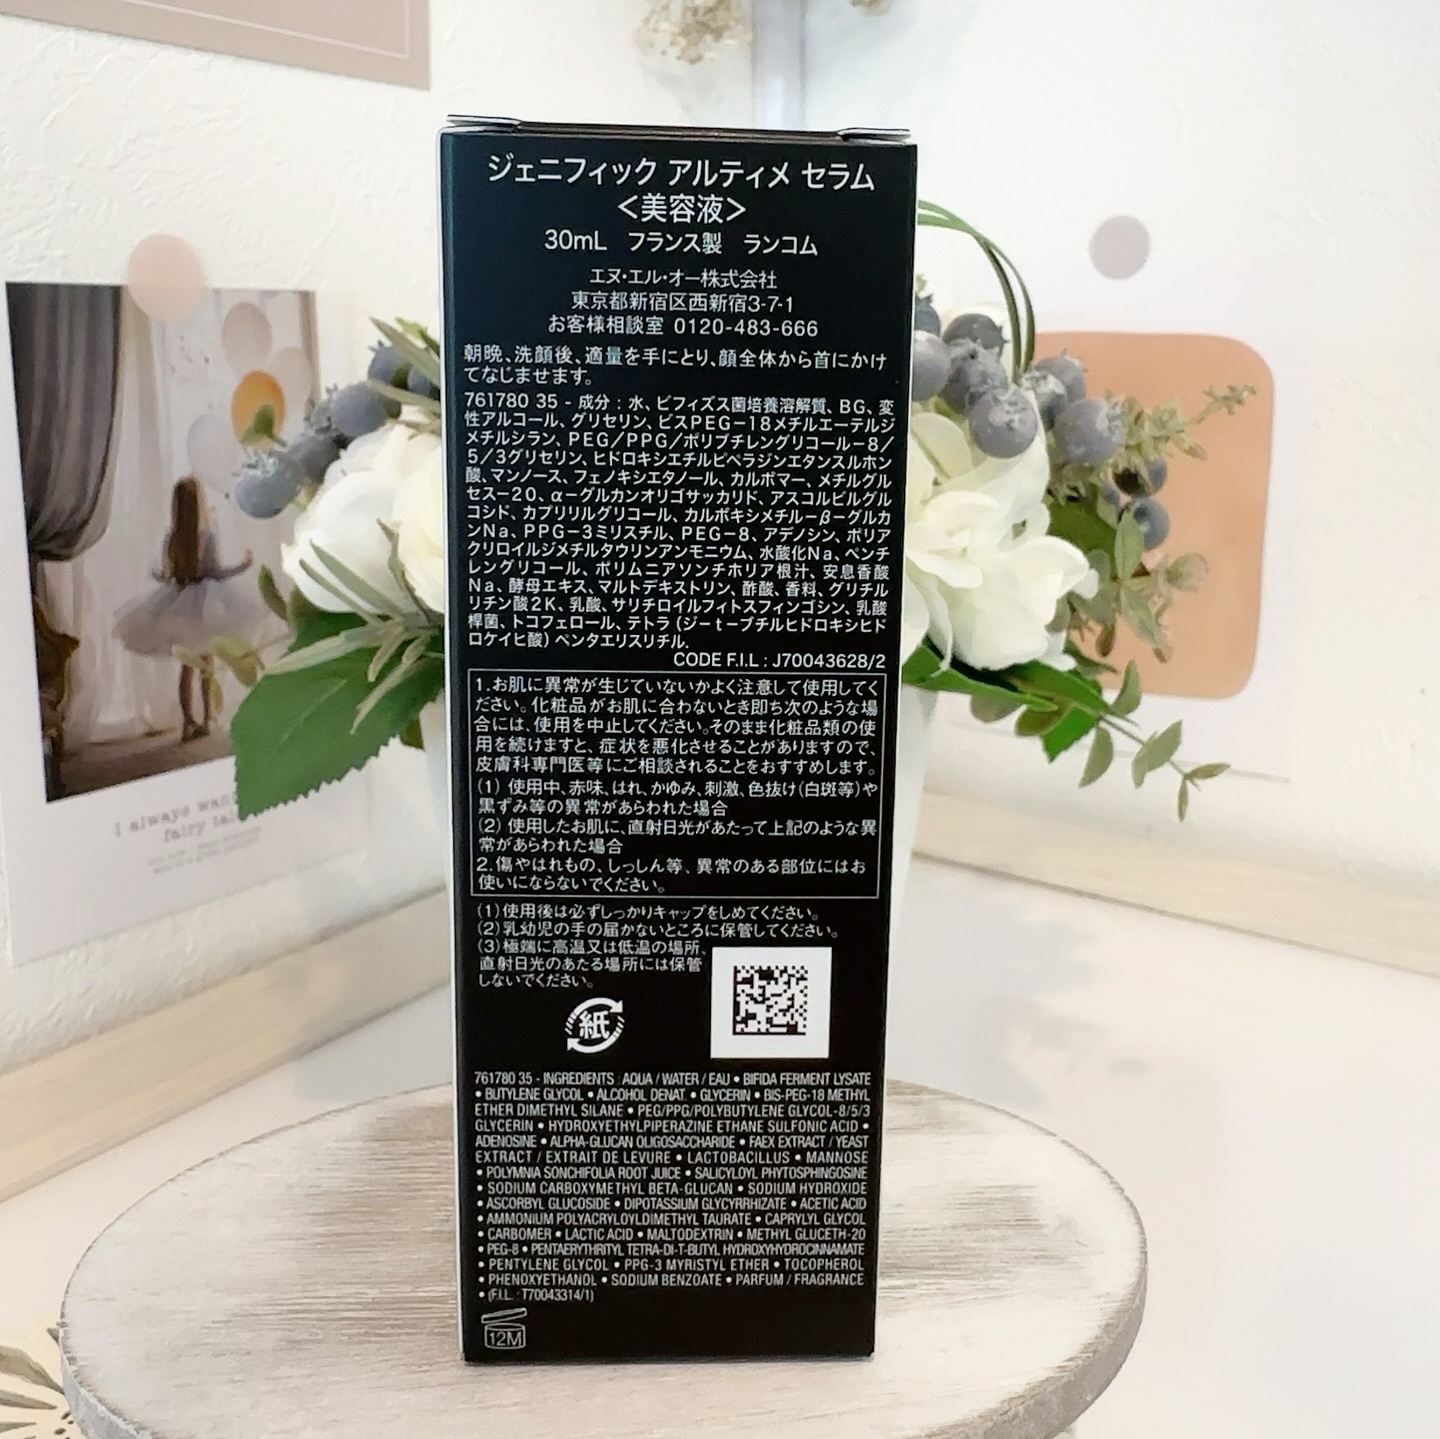 ジェニフィック アルティメ セラム
＜美容液＞
30mL フランス製 ランコム
エヌ・エル・オー株式会社
東京都新宿区西新宿3-7-1
お客様相談室 0120-483-666
朝晩、洗顔後、適量を手にとり、顔全体から首にかけ
てなじませます。
761780 35 - 成分：水、ビフィズス菌培養溶解質、BG、変
性アルコール、グリセリン、ビスPEG－18メチルエーテルジ
メチルシラン、PEG／PPG／ポリブチレングリコール－8／
5／3グリセリン、ヒドロキシエチルピペラジンエタンスルホン
酸、マンノース、フェノキシエタノール、カルボマー、メチルグル
セス－20、α－グルカンオリゴサッカリド、アスコルビルグル
コシド、カプリリルグリコール、カルボキシメチル－β－グルカ
ンNa、PPG－3ミリスチル、PEG－8、アデノシン、ポリア
クリロイルジメチルタウリンアンモニウム、水酸化Na、ペンチ
レングリコール、ポリムニアソンチホリア根汁、安息香酸
Na、酵母エキス、マルトデキストリン、酢酸、香料、グリチル
リチン酸2K、乳酸、サリチロイルフィトスフィンゴシン、乳酸
桿菌、トコフェロール、テトラ（ジーｔ－ブチルヒドロキシヒド
ロケイヒ酸）ペンタエリスリチル.
CODE F.I.L : J70043628/2
1.お肌に異常が生じていないかよく注意して使用してく
ださい。化粧品がお肌に合わないとき即ち次のような場
合には、使用を中止してください。そのまま化粧品類の使
用を続けますと、症状を悪化させることがありますので、
皮膚科専門医等にご相談されることをおすすめします。
(1) 使用中、赤味、はれ、かゆみ、刺激、色抜け(白斑等)や
黒ずみ等の異常があらわれた場合
(2) 使用したお肌に、直射日光があたって上記のような異
常があらわれた場合
2.傷やはれもの、しっしん等、異常のある部位にはお
使いにならないでください。
(1)使用後は必ずしっかりキャップをしめてください。
(2)乳幼児の手の届かないところに保管してください。
(3)極端に高温又は低温の場所、
直射日光のあたる場所には保管
しないでください。
紙
761780 35 - INGREDIENTS : AQUA / WATER / EAU • BIFIDA FERMENT LYSATE
• BUTYLENE GLYCOL • ALCOHOL DENAT. • GLYCERIN • BIS-PEG-18 METHYL
ETHER DIMETHYL SILANE • PEG/PPG/POLYBUTYLENE GLYCOL-8/5/3
GLYCERIN • HYDROXYETHYLPIPERAZINE ETHANE SULFONIC ACID •
ADENOSINE • ALPHA-GLUCAN OLIGOSACCHARIDE • FAEX EXTRACT / YEAST
EXTRACT / EXTRAIT DE LEVURE • LACTOBACILLUS • MANNOSE
• POLYMNIA SONCHIFOLIA ROOT JUICE • SALICYLOYL PHYTOSPHINGOSINE
• SODIUM CARBOXYMETHYL BETA-GLUCAN • SODIUM HYDROXIDE
• ASCORBYL GLUCOSIDE • DIPOTASSIUM GLYCYRRHIZATE • ACETIC ACID
• AMMONIUM POLYACRYLOYLDIMETHYL TAURATE • CAPRYLYL GLYCOL
• CARBOMER • LACTIC ACID • MALTODEXTRIN • METHYL GLUCETH-20
• PEG-8 • PENTAERYTHRITYL TETRA-DI-T-BUTYL HYDROXYHYDROCINNAMATE
• PENTYLENE GLYCOL • PPG-3 MYRISTYL ETHER • TOCOPHEROL
• PHENOXYETHANOL • SODIUM BENZOATE • PARFUM / FRAGRANCE
• (F.I.L. : T70043314/1)
12M
I always wan
fairy tal